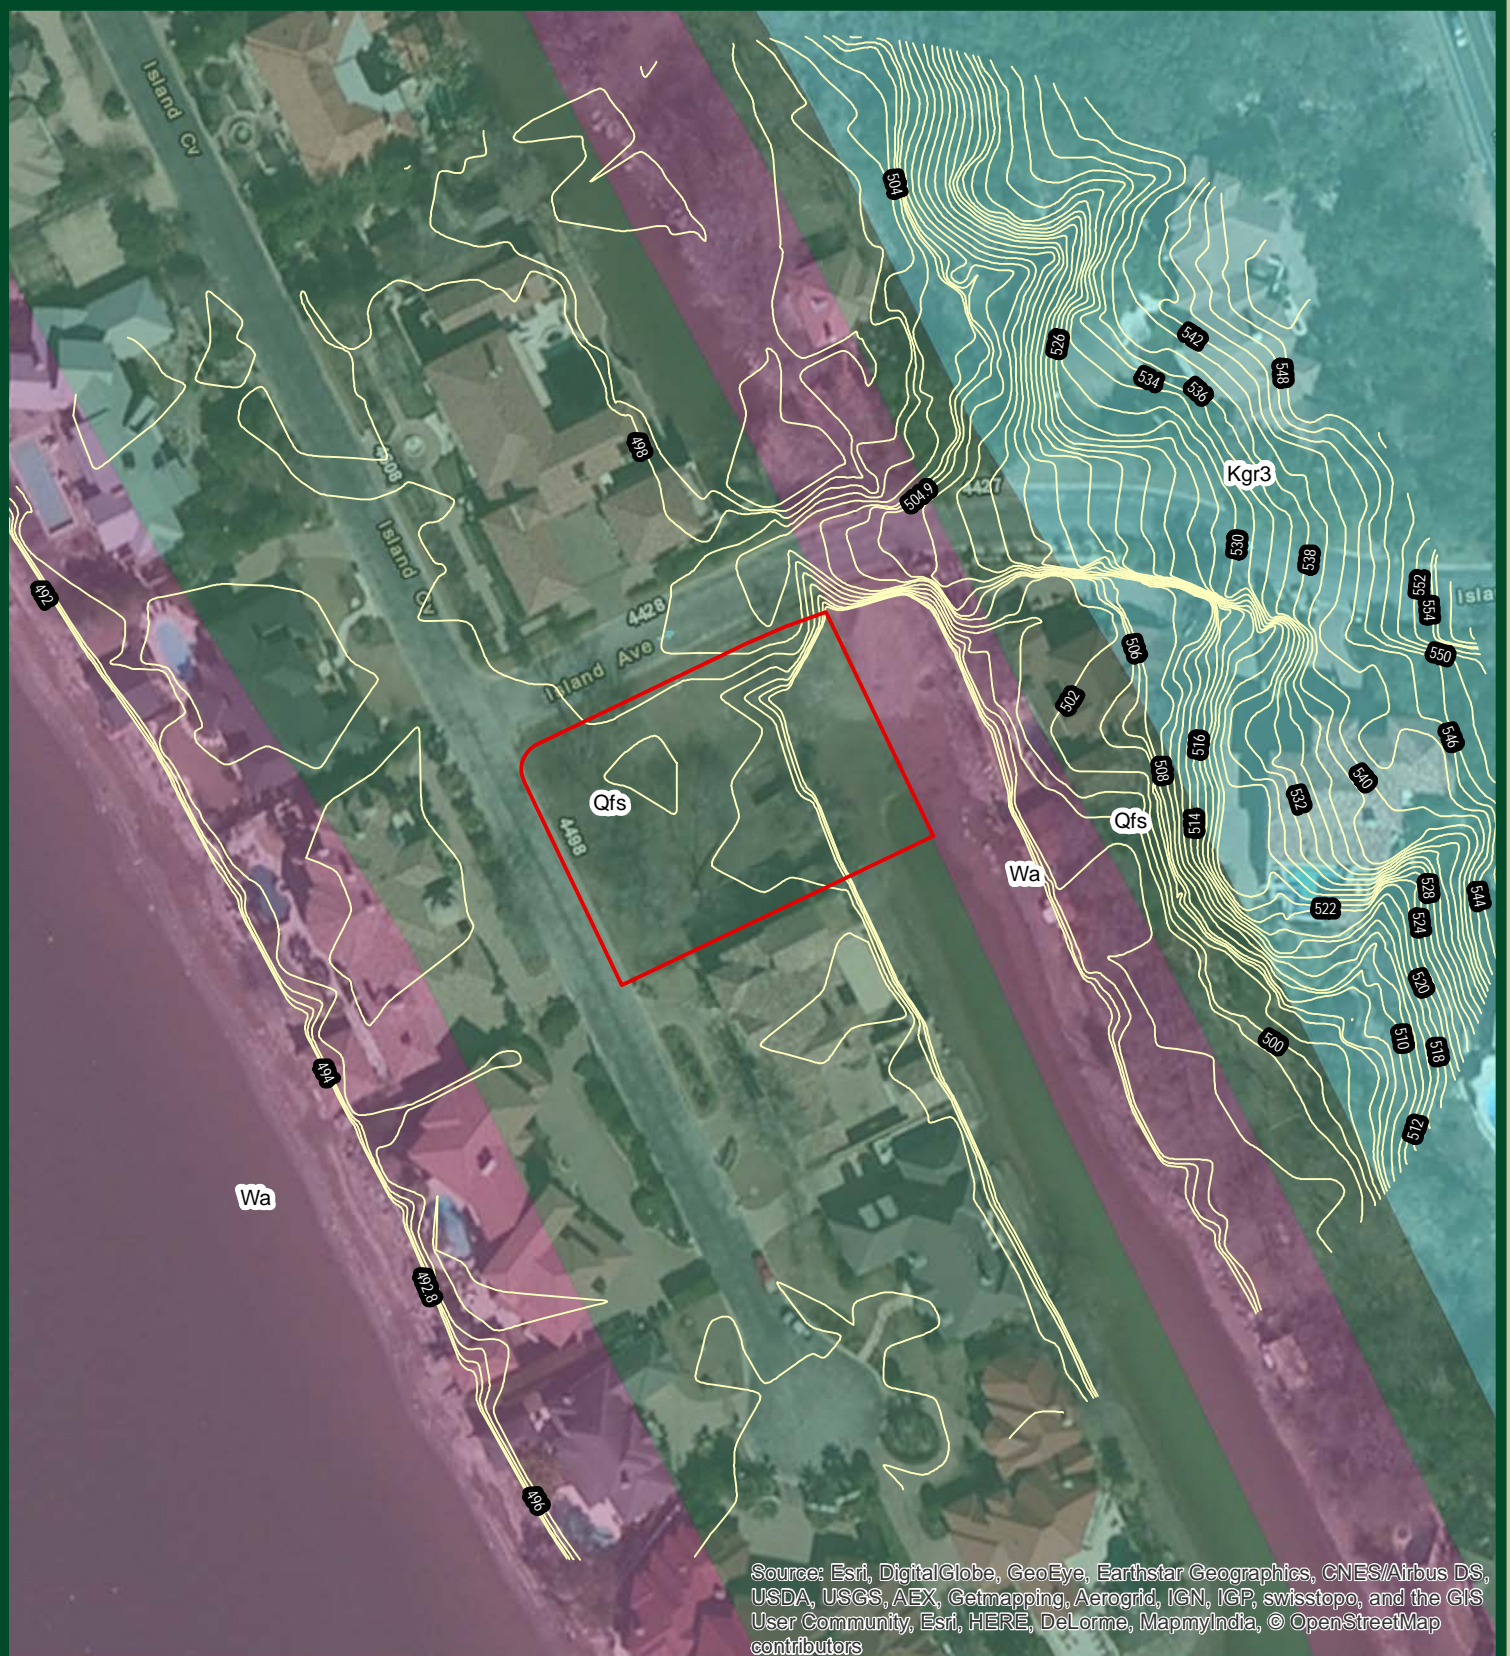 Island Cv
504
526
542
534
536
548
498
504.9
4427
Kgr3
4508
530
538
Island Cv
492
552
554
Isla
4428
506
550
Island Ave
502
516
546
508
540
532
Qfs
Qfs
514
4498
Wa
528
544
522
524
520
500
510
518
494
512
Wa
492.8
496
Source: Esri, DigitalGlobe, GeoEye, Earthstar Geographics, CNES/Airbus DS,
USDA, USGS, AEX, Getmapping, Aerogrid, IGN, IGP, swisstopo, and the GIS
User Community, Esri, HERE, DeLorme, MapmyIndia, © OpenStreetMap
contributors